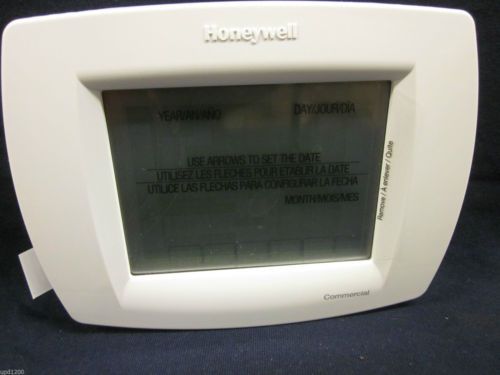 Honeywell
YEAR/AN/AÑO DAY/JOUR/DÍA
USE ARROWS TO SET THE DATE
UTILISEZ LES FLECHES POUR ETABLIR LA DATE
UTILICE LAS FLECHAS PARA CONFIGURAR LA FECHA
MONTH/MOIS/MES
Remove / A enlever / Quite
Commercial
upd1200